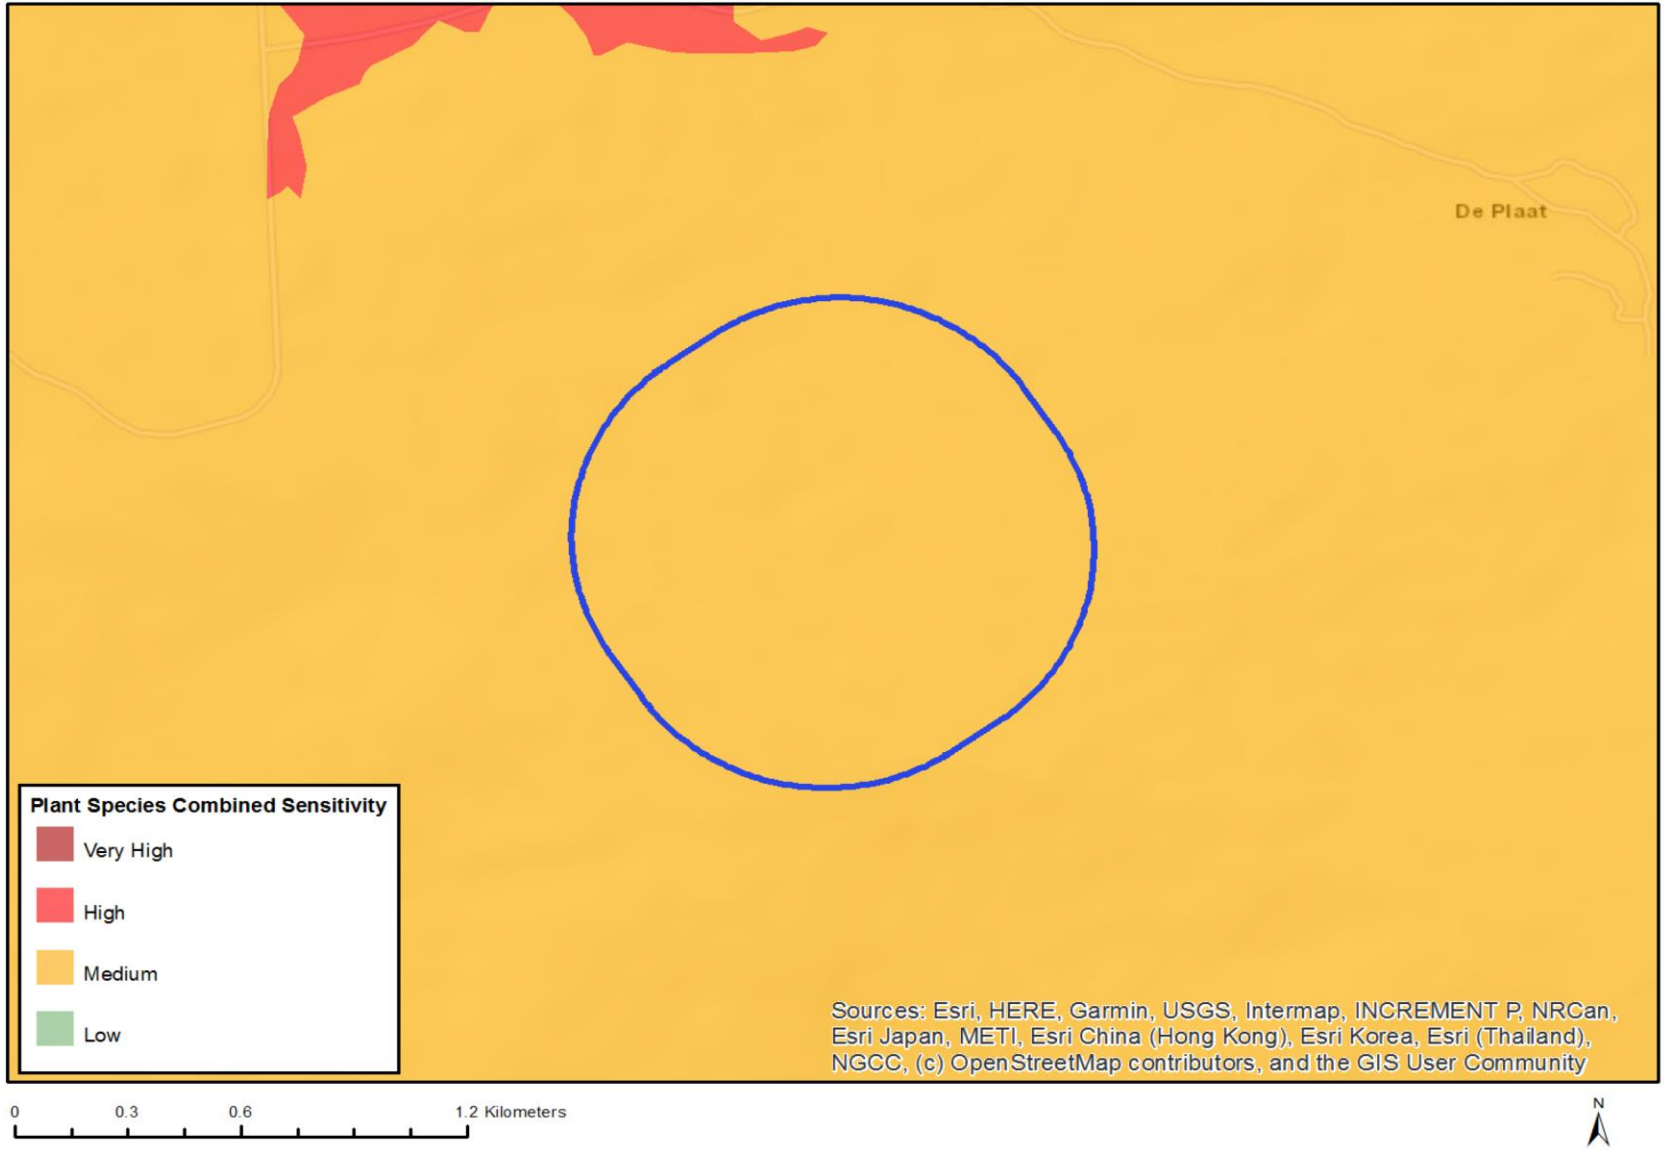 De Plaat
Plant Species Combined Sensitivity
Very High
High
Medium
Low
Sources: Esri, HERE, Garmin, USGS, Intermap, INCREMENT P, NRCan,
Esri Japan, METI, Esri China (Hong Kong), Esri Korea, Esri (Thailand),
NGCC, (c) OpenStreetMap contributors, and the GIS User Community
0 0.3 0.6 1.2 Kilometers
N